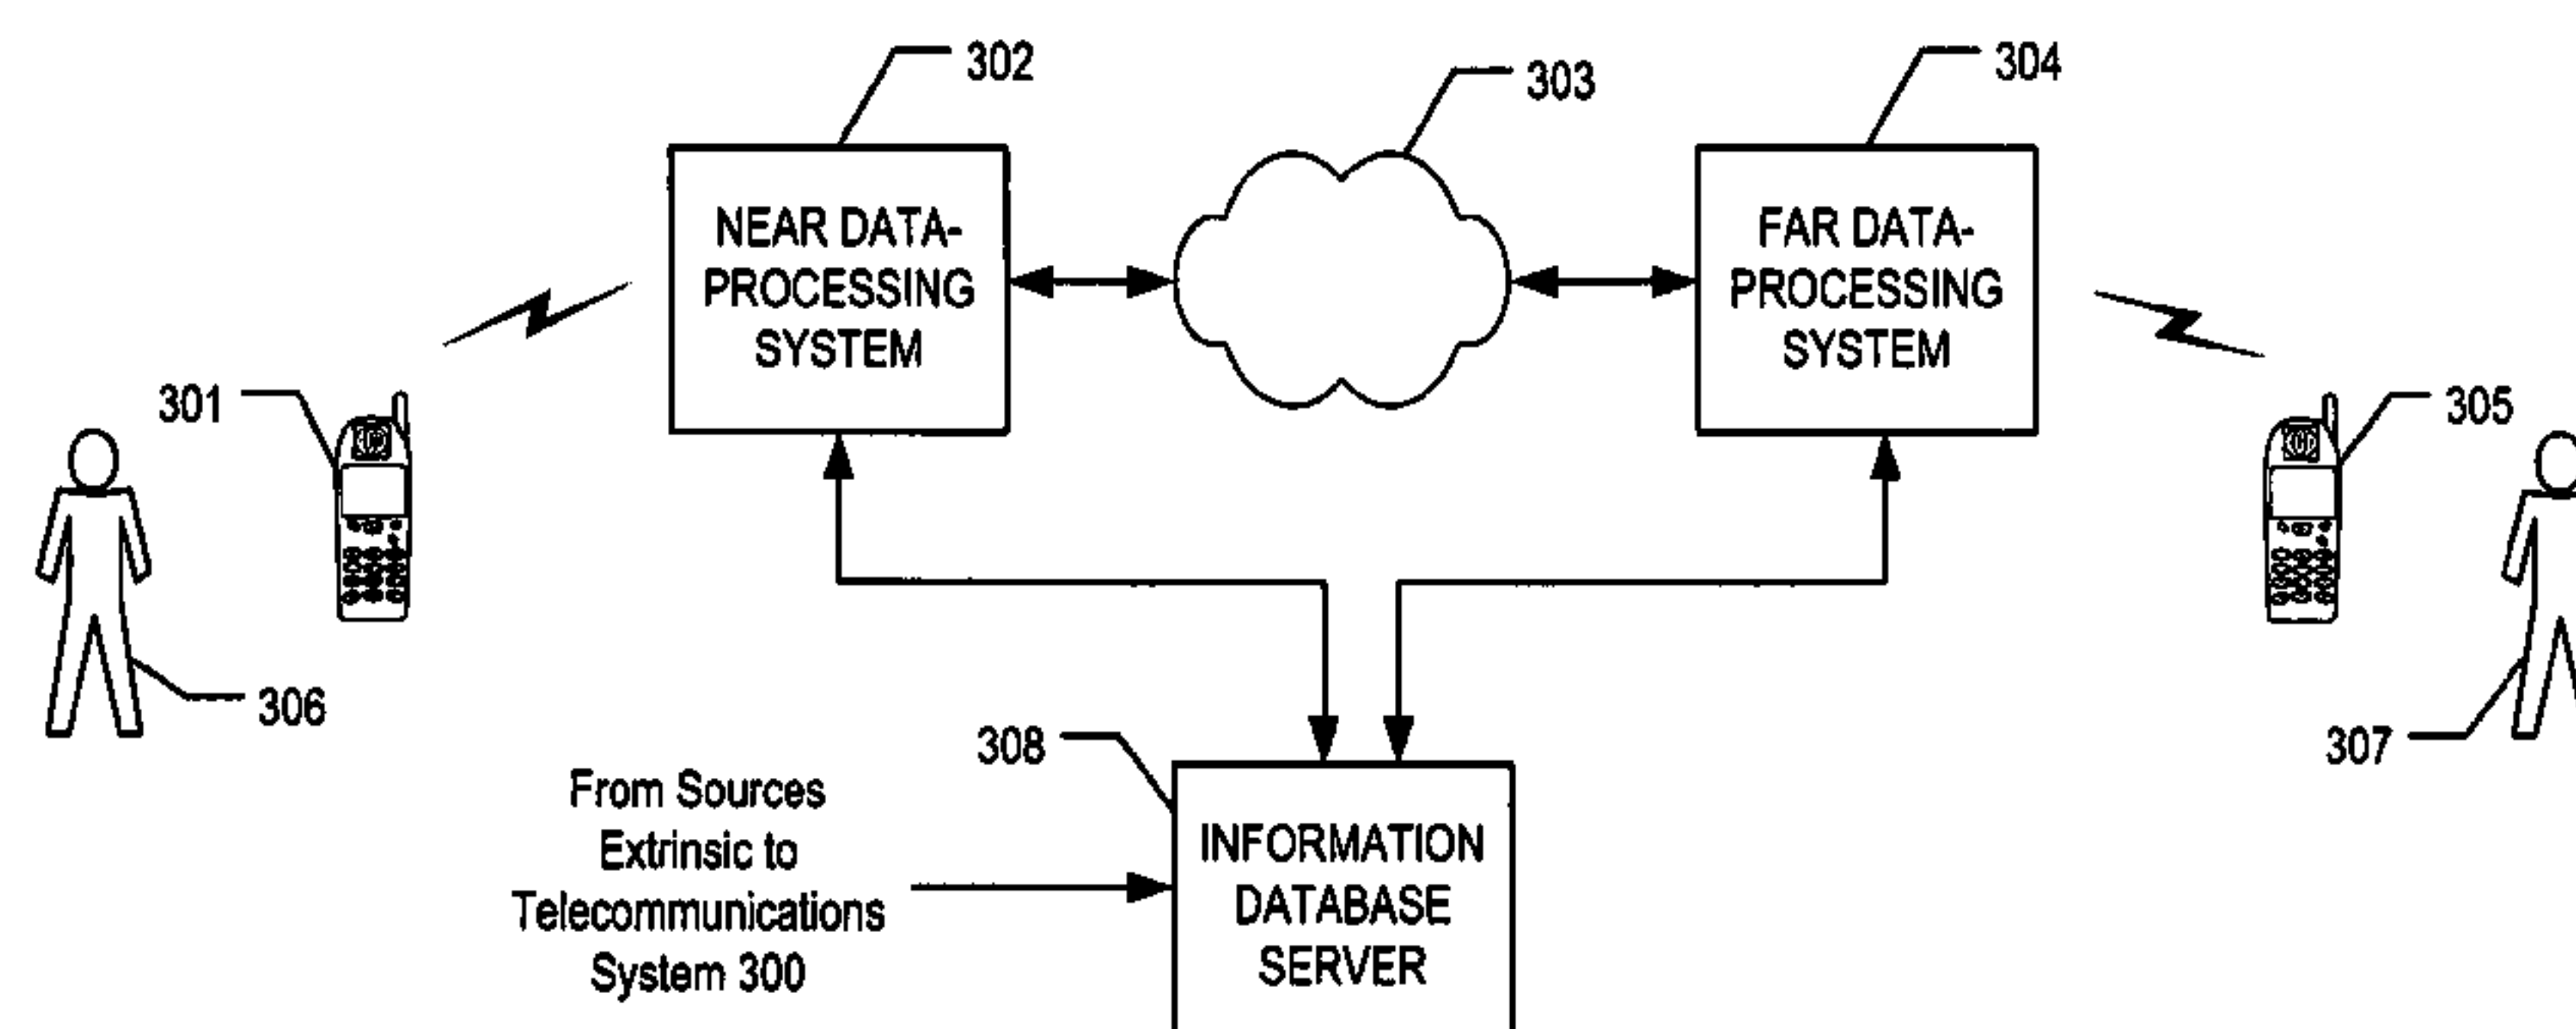 302
303
304
NEAR DATA-
PROCESSING
SYSTEM
FAR DATA-
PROCESSING
SYSTEM
301
305
306
307
308
From Sources
Extrinsic to
Telecommunications
System 300
INFORMATION
DATABASE
SERVER